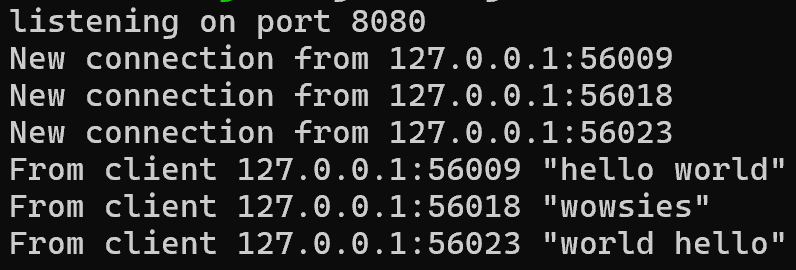 listening on port 8080
New connection from 127.0.0.1:56009
New connection from 127.0.0.1:56018
New connection from 127.0.0.1:56023
From client 127.0.0.1:56009 "hello world"
From client 127.0.0.1:56018 "wowsies"
From client 127.0.0.1:56023 "world hello"